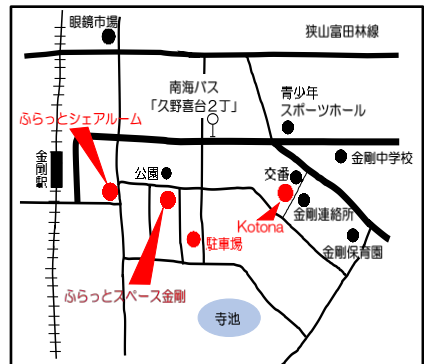 眼鏡市場
狭山富田林線
南海バス
「久野喜台２丁」
青少年
スポーツホール
ふらっとシェアルーム
金剛駅
公園
交番
金剛中学校
Kotona
金剛連絡所
駐車場
金剛保育園
ふらっとスペース金剛
寺池